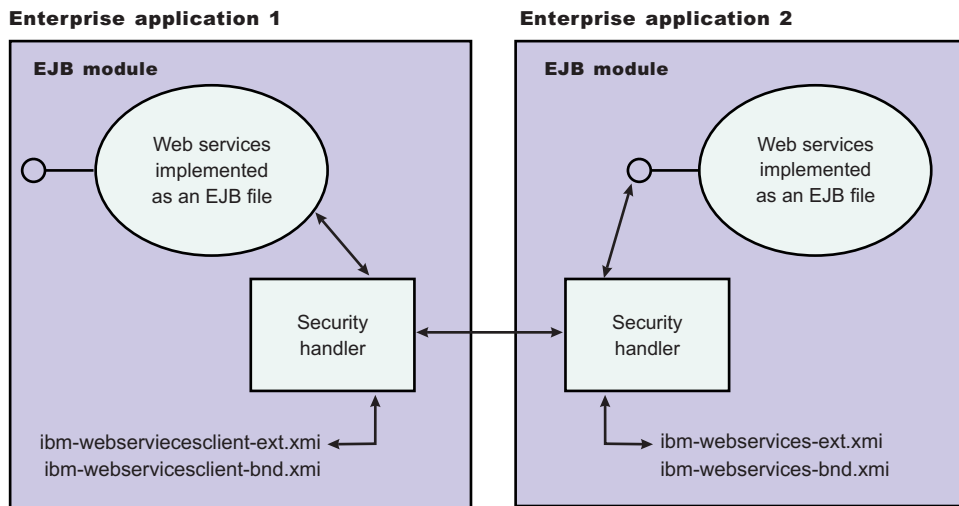 Enterprise application 1
EJB module
Web services
implemented
as an EJB file
Security
handler
ibm-webserviecesclient-ext.xmi
ibm-webservicesclient-bnd.xmi
Enterprise application 2
EJB module
Web services
implemented
as an EJB file
Security
handler
ibm-webservices-ext.xmi
ibm-webservices-bnd.xmi